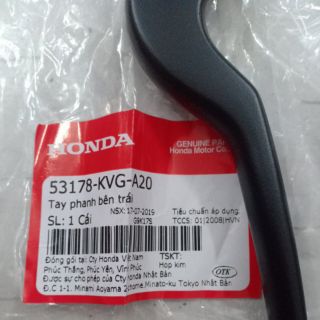 HONDA
GENUINE PA
Honda Motor Co.
53178-KVG-A20
Tay phanh bên trái
NSX: 17-07-2019
Tiêu chuẩn áp dụng:
SL: 1 Cái
G9K17S
TCCS: 01|2008|HVN
Đóng gói tại: Cty Honda Việt Nam
TSKT:
Phúc Thắng, Phúc Yên, Vĩnh Phúc
Hợp kim
Được sự cho phép của Cty Honda Nhật Bản
Đ.C 1-1, Minami Aoyama 2chome, Minato-ku Tokyo Nhật Bản
OTK